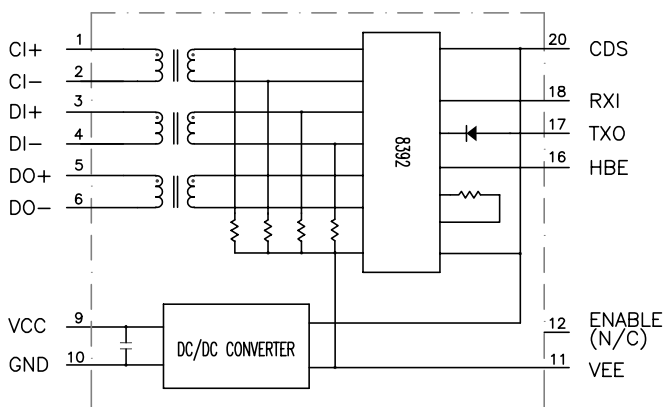 CI+ 1
CI- 2
DI+ 3
DI- 4
DO+ 5
DO- 6
VCC 9
GND 10
8392
DC/DC CONVERTER
20 CDS
18 RXI
17 TXO
16 HBE
12 ENABLE
(N/C)
11 VEE